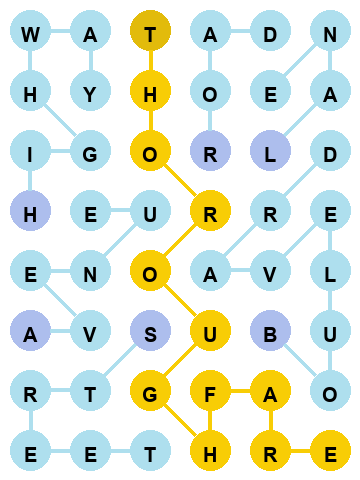 W A T A D N
H Y H O E A
I G O R L D
H E U R R E
E N O A V L
A V S U B U
R T G F A O
E E T H R E